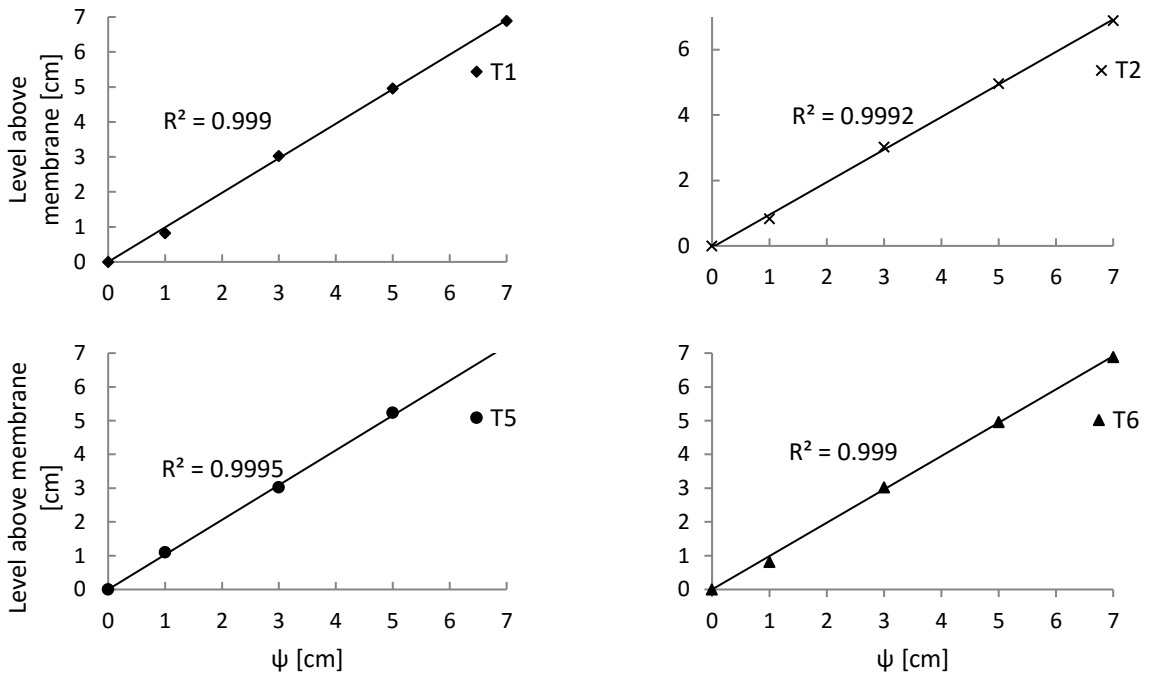 Level above
membrane [cm]
7
6
5
4
3
2
1
0
R² = 0.999
T1
0 1 2 3 4 5 6 7
6
4
2
0
R² = 0.9992
T2
0 1 2 3 4 5 6 7
Level above membrane
[cm]
7
6
5
4
3
2
1
0
R² = 0.9995
T5
0 1 2 3 4 5 6 7
ψ [cm]
7
6
5
4
3
2
1
0
R² = 0.999
T6
0 1 2 3 4 5 6 7
ψ [cm]